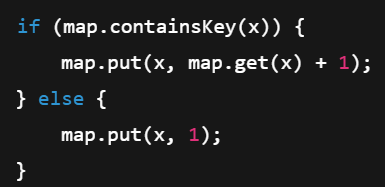 if (map.containsKey(x)) {
    map.put(x, map.get(x) + 1);
} else {
    map.put(x, 1);
}